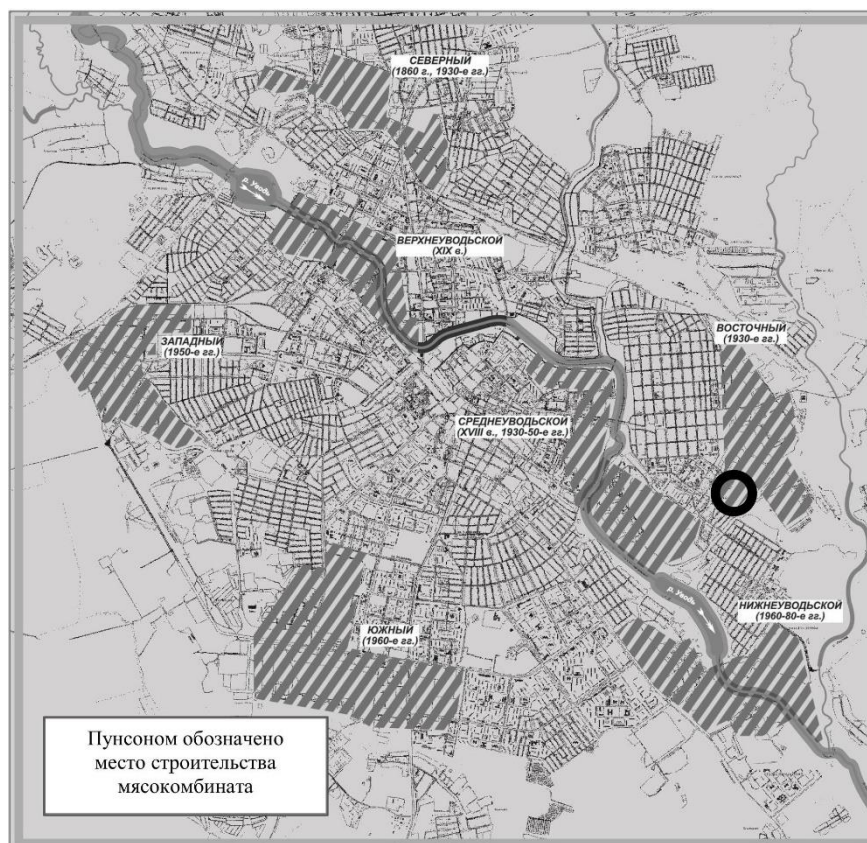 СЕВЕРНЫЙ
(1860 г., 1930-е гг.)
р. Уводь
ВЕРХНЕУВОДЬСКОЙ
(XIX в.)
ЗАПАДНЫЙ
(1950-е гг.)
ВОСТОЧНЫЙ
(1930-е гг.)
СРЕДНЕУВОДЬСКОЙ
(XVIII в., 1930-50-е гг.)
р. Уводь
НИЖНЕУВОДЬСКОЙ
(1960-80-е гг.)
ЮЖНЫЙ
(1960-е гг.)
Пунсоном обозначено
место строительства
мясокомбината